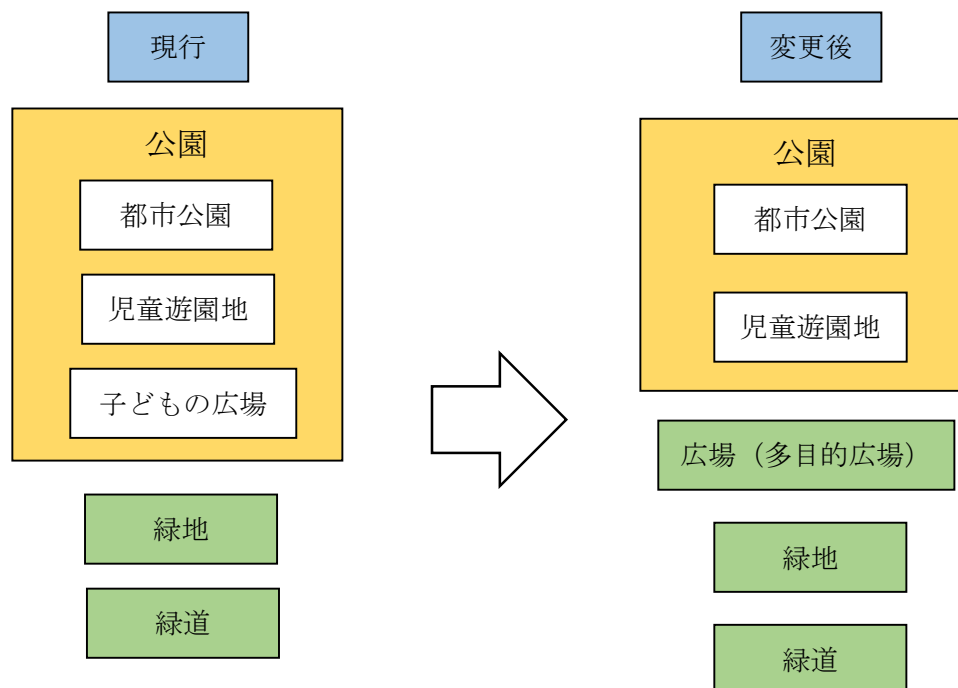 現行
公園
都市公園
児童遊園地
子どもの広場
緑地
緑道
変更後
公園
都市公園
児童遊園地
広場（多目的広場）
緑地
緑道